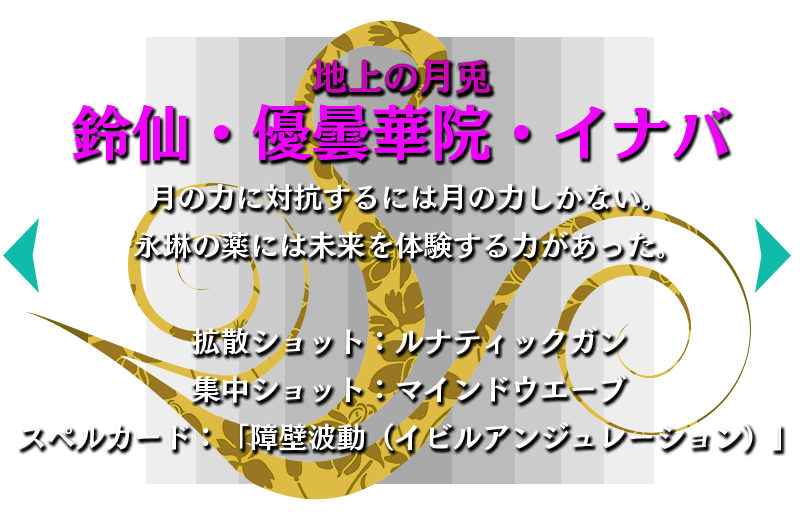 地上の月兎
鈴仙・優曇華院・イナバ
月の力に対抗するには月の力しかない。
永琳の薬には未来を体験する力があった。
拡散ショット：ルナティックガン
集中ショット：マインドウエーブ
スペルカード：「障壁波動（イビルアンジュレーション）」